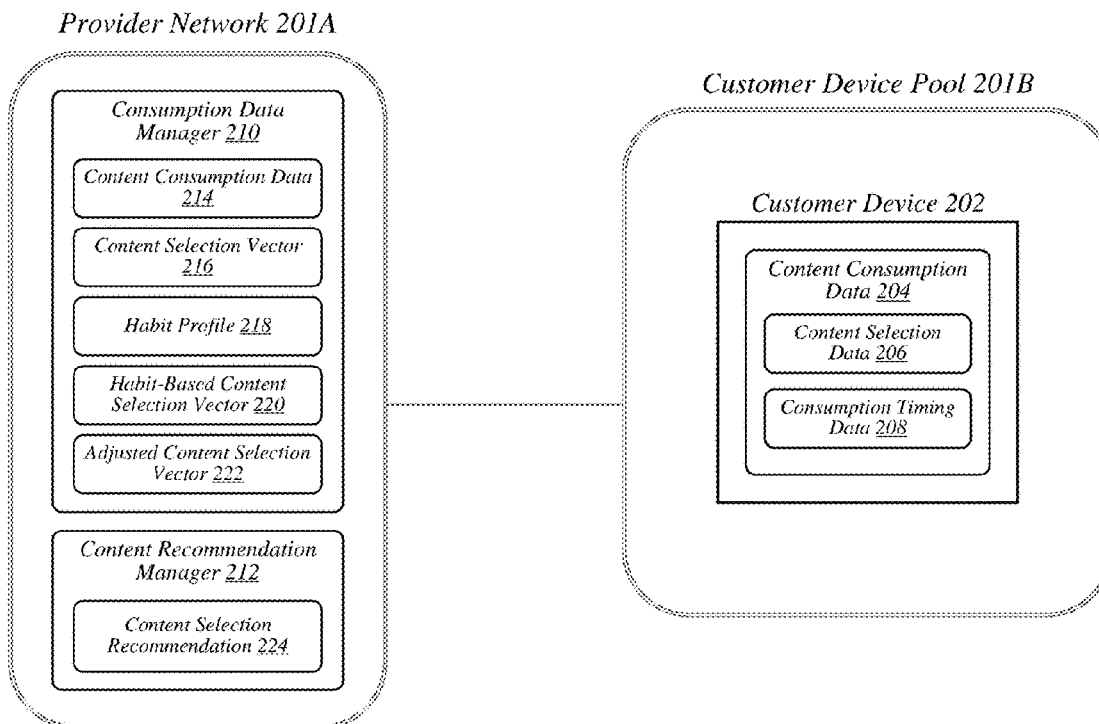 Provider Network 201A
Consumption Data
Manager 210
Content Consumption Data
214
Content Selection Vector
216
Habit Profile 218
Habit-Based Content
Selection Vector 220
Adjusted Content Selection
Vector 222
Content Recommendation
Manager 212
Content Selection
Recommendation 224
Customer Device Pool 201B
Customer Device 202
Content Consumption
Data 204
Content Selection
Data 206
Consumption Timing
Data 208